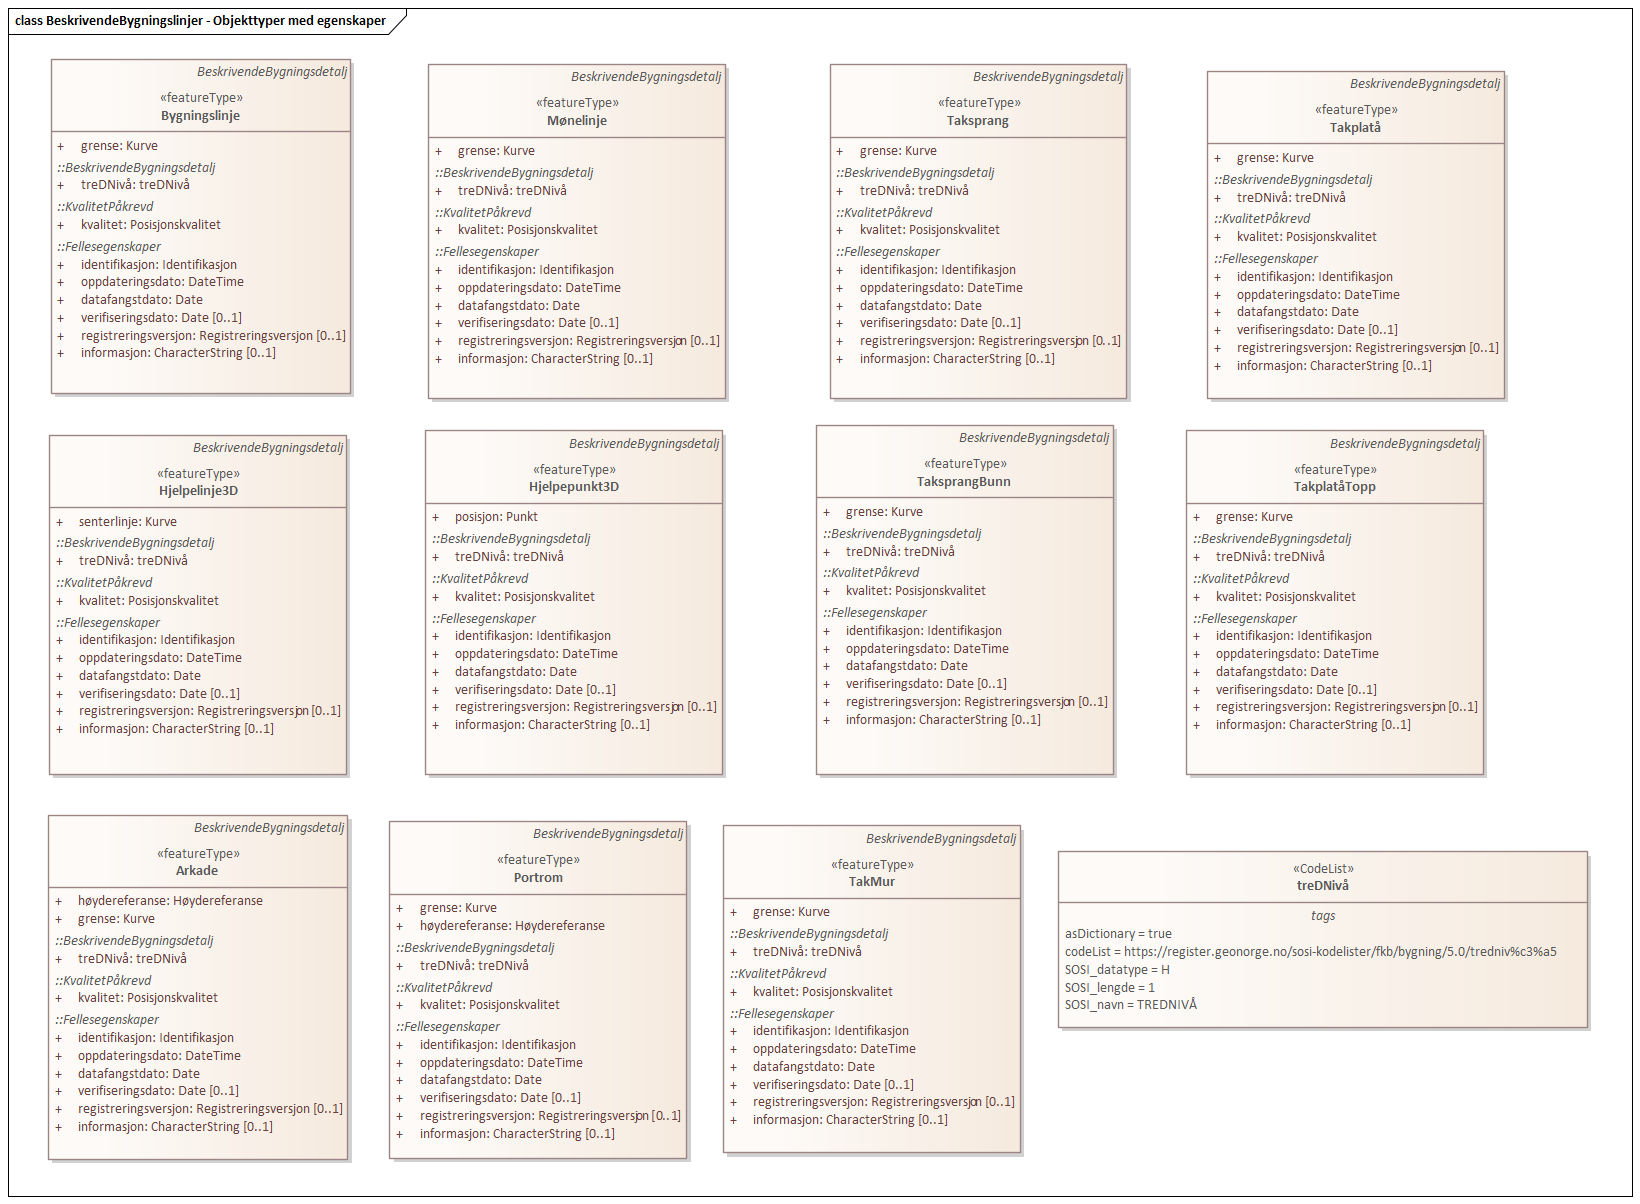 class BeskrivendeBygningslinjer - Objekttyper med egenskaper
BeskrivendeBygningsdetalj
«featureType»
Bygningslinje
+ grense: Kurve
::BeskrivendeBygningsdetalj
+ treDNivå: treDNivå
::KvalitetPåkrevd
+ kvalitet: Posisjonskvalitet
::Fellesegenskaper
+ identifikasjon: Identifikasjon
+ oppdateringsdato: DateTime
+ datafangstdato: Date
+ verifiseringsdato: Date [0..1]
+ registreringsversjon: Registreringsversjon [0..1]
+ informasjon: CharacterString [0..1]
BeskrivendeBygningsdetalj
«featureType»
Mønelinje
+ grense: Kurve
::BeskrivendeBygningsdetalj
+ treDNivå: treDNivå
::KvalitetPåkrevd
+ kvalitet: Posisjonskvalitet
::Fellesegenskaper
+ identifikasjon: Identifikasjon
+ oppdateringsdato: DateTime
+ datafangstdato: Date
+ verifiseringsdato: Date [0..1]
+ registreringsversjon: Registreringsversjon [0..1]
+ informasjon: CharacterString [0..1]
BeskrivendeBygningsdetalj
«featureType»
Taksprang
+ grense: Kurve
::BeskrivendeBygningsdetalj
+ treDNivå: treDNivå
::KvalitetPåkrevd
+ kvalitet: Posisjonskvalitet
::Fellesegenskaper
+ identifikasjon: Identifikasjon
+ oppdateringsdato: DateTime
+ datafangstdato: Date
+ verifiseringsdato: Date [0..1]
+ registreringsversjon: Registreringsversjon [0..1]
+ informasjon: CharacterString [0..1]
BeskrivendeBygningsdetalj
«featureType»
Takplatå
+ grense: Kurve
::BeskrivendeBygningsdetalj
+ treDNivå: treDNivå
::KvalitetPåkrevd
+ kvalitet: Posisjonskvalitet
::Fellesegenskaper
+ identifikasjon: Identifikasjon
+ oppdateringsdato: DateTime
+ datafangstdato: Date
+ verifiseringsdato: Date [0..1]
+ registreringsversjon: Registreringsversjon [0..1]
+ informasjon: CharacterString [0..1]
BeskrivendeBygningsdetalj
«featureType»
Hjelpelinje3D
+ senterlinje: Kurve
::BeskrivendeBygningsdetalj
+ treDNivå: treDNivå
::KvalitetPåkrevd
+ kvalitet: Posisjonskvalitet
::Fellesegenskaper
+ identifikasjon: Identifikasjon
+ oppdateringsdato: DateTime
+ datafangstdato: Date
+ verifiseringsdato: Date [0..1]
+ registreringsversjon: Registreringsversjon [0..1]
+ informasjon: CharacterString [0..1]
BeskrivendeBygningsdetalj
«featureType»
Hjelpepunkt3D
+ posisjon: Punkt
::BeskrivendeBygningsdetalj
+ treDNivå: treDNivå
::KvalitetPåkrevd
+ kvalitet: Posisjonskvalitet
::Fellesegenskaper
+ identifikasjon: Identifikasjon
+ oppdateringsdato: DateTime
+ datafangstdato: Date
+ verifiseringsdato: Date [0..1]
+ registreringsversjon: Registreringsversjon [0..1]
+ informasjon: CharacterString [0..1]
BeskrivendeBygningsdetalj
«featureType»
TaksprangBunn
+ grense: Kurve
::BeskrivendeBygningsdetalj
+ treDNivå: treDNivå
::KvalitetPåkrevd
+ kvalitet: Posisjonskvalitet
::Fellesegenskaper
+ identifikasjon: Identifikasjon
+ oppdateringsdato: DateTime
+ datafangstdato: Date
+ verifiseringsdato: Date [0..1]
+ registreringsversjon: Registreringsversjon [0..1]
+ informasjon: CharacterString [0..1]
BeskrivendeBygningsdetalj
«featureType»
TakplatåTopp
+ grense: Kurve
::BeskrivendeBygningsdetalj
+ treDNivå: treDNivå
::KvalitetPåkrevd
+ kvalitet: Posisjonskvalitet
::Fellesegenskaper
+ identifikasjon: Identifikasjon
+ oppdateringsdato: DateTime
+ datafangstdato: Date
+ verifiseringsdato: Date [0..1]
+ registreringsversjon: Registreringsversjon [0..1]
+ informasjon: CharacterString [0..1]
BeskrivendeBygningsdetalj
«featureType»
Arkade
+ høydereferanse: Høydereferanse
+ grense: Kurve
::BeskrivendeBygningsdetalj
+ treDNivå: treDNivå
::KvalitetPåkrevd
+ kvalitet: Posisjonskvalitet
::Fellesegenskaper
+ identifikasjon: Identifikasjon
+ oppdateringsdato: DateTime
+ datafangstdato: Date
+ verifiseringsdato: Date [0..1]
+ registreringsversjon: Registreringsversjon [0..1]
+ informasjon: CharacterString [0..1]
BeskrivendeBygningsdetalj
«featureType»
Portrom
+ grense: Kurve
+ høydereferanse: Høydereferanse
::BeskrivendeBygningsdetalj
+ treDNivå: treDNivå
::KvalitetPåkrevd
+ kvalitet: Posisjonskvalitet
::Fellesegenskaper
+ identifikasjon: Identifikasjon
+ oppdateringsdato: DateTime
+ datafangstdato: Date
+ verifiseringsdato: Date [0..1]
+ registreringsversjon: Registreringsversjon [0..1]
+ informasjon: CharacterString [0..1]
BeskrivendeBygningsdetalj
«featureType»
TakMur
+ grense: Kurve
::BeskrivendeBygningsdetalj
+ treDNivå: treDNivå
::KvalitetPåkrevd
+ kvalitet: Posisjonskvalitet
::Fellesegenskaper
+ identifikasjon: Identifikasjon
+ oppdateringsdato: DateTime
+ datafangstdato: Date
+ verifiseringsdato: Date [0..1]
+ registreringsversjon: Registreringsversjon [0..1]
+ informasjon: CharacterString [0..1]
«CodeList»
treDNivå
tags
asDictionary = true
codeList = https://register.geonorge.no/sosi-kodelister/fkb/bygning/5.0/tredniv%c3%a5
SOSI_datatype = H
SOSI_lengde = 1
SOSI_navn = TREDNIVÅ